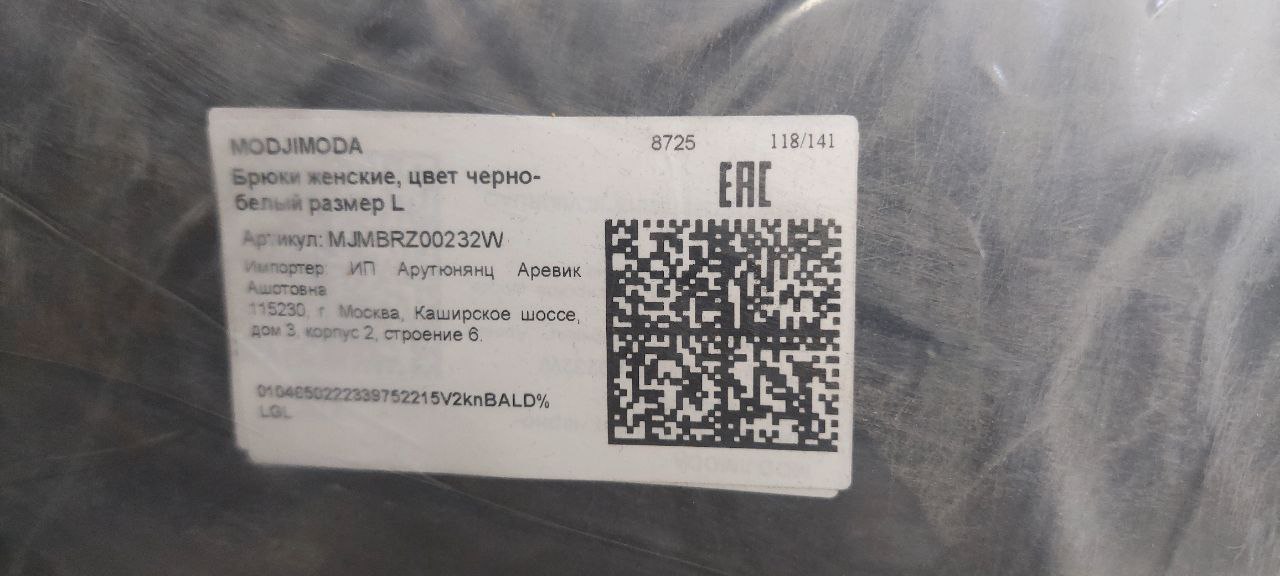 MODJIMODA
8725
118/141
Брюки женские, цвет черно-
белый размер L
EAC
Артикул: MJMBRZ00232W
Импортер: ИП Арутюнянц Аревик
Ашотовна
115230, г. Москва, Каширское шоссе,
дом 3, корпус 2, строение 6.
0104650222339752215V2knBALD%
LGL